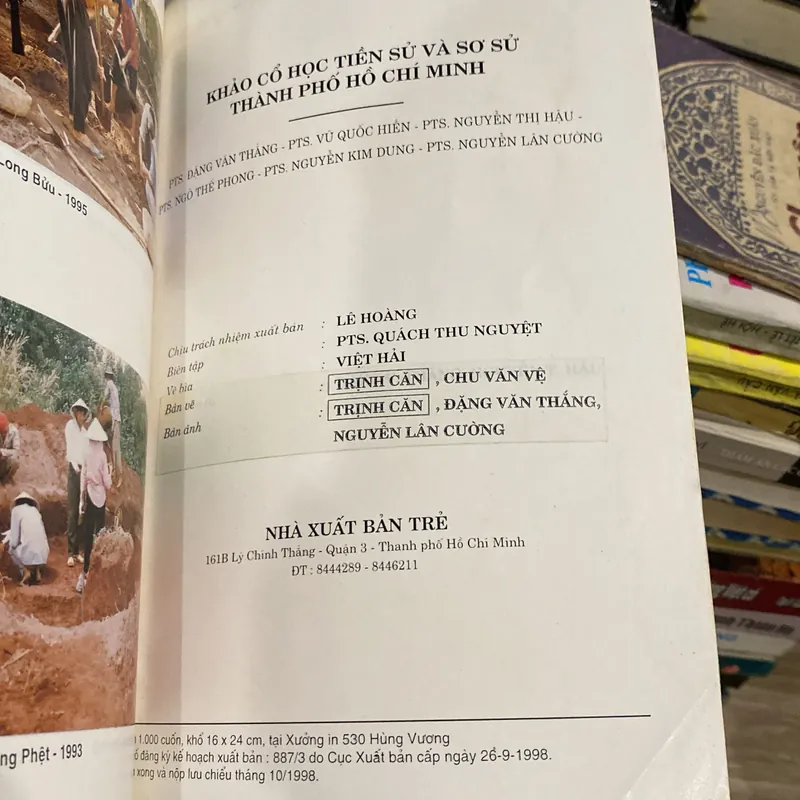 Long Bửu - 1995
ng Phệt - 1993
KHẢO CỔ HỌC TIỀN SỬ VÀ SƠ SỬ
THÀNH PHỐ HỒ CHÍ MINH
PTS. ĐẶNG VĂN THẮNG - PTS. VŨ QUỐC HIỀN - PTS. NGUYỄN THỊ HẬU -
PTS. NGÔ THẾ PHONG - PTS. NGUYỄN KIM DUNG - PTS. NGUYỄN LÂN CƯỜNG
Chịu trách nhiệm xuất bản : LÊ HOÀNG
Biên tập : PTS. QUÁCH THU NGUYỆT
Vẽ bìa : VIỆT HẢI
Bản vẽ : TRỊNH CĂN , CHU VĂN VỆ
Bản ảnh : TRỊNH CĂN , ĐẶNG VĂN THẮNG,
NGUYỄN LÂN CƯỜNG
NHÀ XUẤT BẢN TRẺ
161B Lý Chính Thắng - Quận 3 - Thành phố Hồ Chí Minh
ĐT : 8444289 - 8446211
1.000 cuốn, khổ 16 x 24 cm, tại Xưởng in 530 Hùng Vương
đăng ký kế hoạch xuất bản : 887/3 do Cục Xuất bản cấp ngày 26-9-1998.
xong và nộp lưu chiểu tháng 10/1998.
NGUYỄN BẮC XUÂN